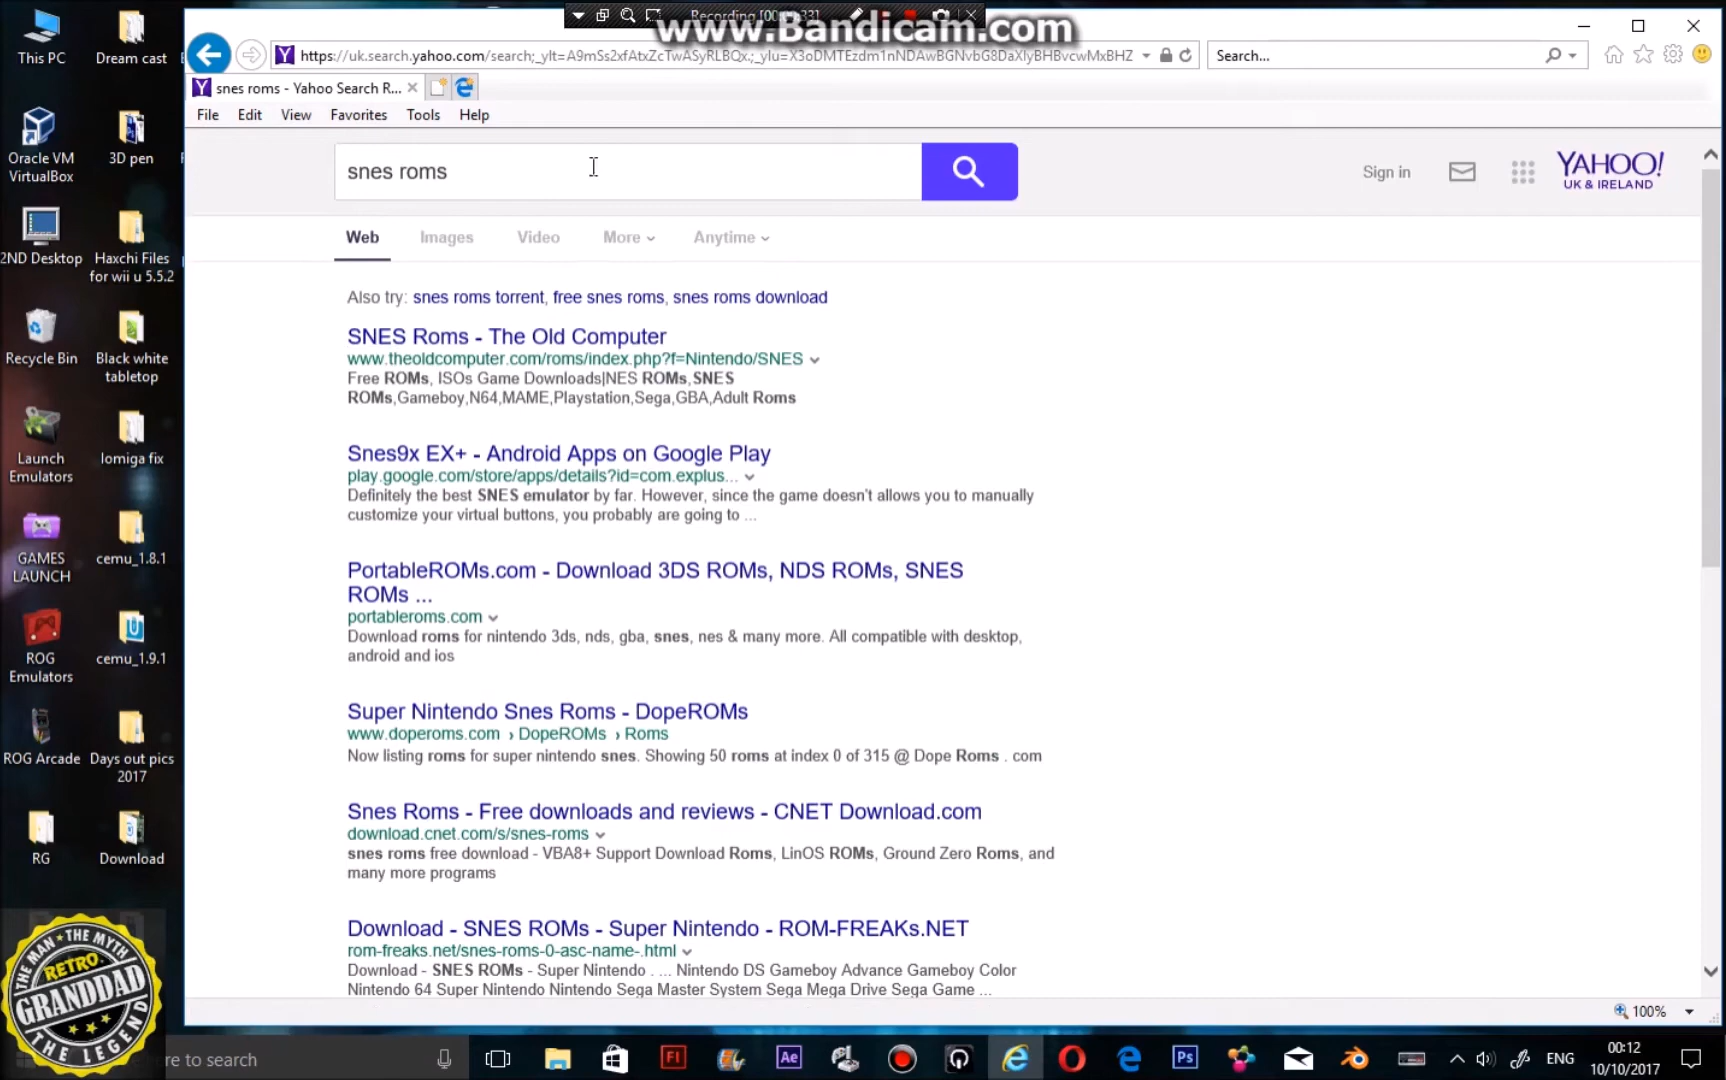 This PC
Dream cast
Oracle VM
VirtualBox
3D pen
2ND Desktop
Haxchi Files
for wii u 5.5.2
Recycle Bin
Black white
tabletop
Launch
Emulators
lomiga fix
GAMES
LAUNCH
cemu_1.8.1
ROG
Emulators
cemu_1.9.1
ROG Arcade
Days out pics
2017
RG
Download
THE MAN ★ THE MYTH
RETRO
GRANDDAD
THE LEGEND
www.Bandicam.com
https://uk.search.yahoo.com/search;_ylt=A9mSs2xfAtxZcTwASyRLBQx.;_ylu=X3oDMTEzdm1nNDAwBGNvbG8DaXIyBHBvcwMxBHZ
Search...
snes roms - Yahoo Search R...
File Edit View Favorites Tools Help
snes roms
Sign in
YAHOO!
UK & IRELAND
Web Images Video More Anytime
Also try: snes roms torrent, free snes roms, snes roms download
SNES Roms - The Old Computer
www.theoldcomputer.com/roms/index.php?f=Nintendo/SNES
Free ROMs, ISOs Game Downloads|NES ROMs,SNES
ROMs,Gameboy,N64,MAME,Playstation,Sega,GBA,Adult Roms
Snes9x EX+ - Android Apps on Google Play
play.google.com/store/apps/details?id=com.explus...
Definitely the best SNES emulator by far. However, since the game doesn't allows you to manually
customize your virtual buttons, you probably are going to ...
PortableROMs.com - Download 3DS ROMs, NDS ROMs, SNES
ROMs ...
portableroms.com
Download roms for nintendo 3ds, nds, gba, snes, nes & many more. All compatible with desktop,
android and ios
Super Nintendo Snes Roms - DopeROMs
www.doperoms.com › DopeROMs › Roms
Now listing roms for super nintendo snes. Showing 50 roms at index 0 of 315 @ Dope Roms . com
Snes Roms - Free downloads and reviews - CNET Download.com
download.cnet.com/s/snes-roms
snes roms free download - VBA8+ Support Download Roms, LinOS ROMs, Ground Zero Roms, and
many more programs
Download - SNES ROMs - Super Nintendo - ROM-FREAKs.NET
rom-freaks.net/snes-roms-0-asc-name-.html
Download - SNES ROMs - Super Nintendo . ... Nintendo DS Gameboy Advance Gameboy Color
Nintendo 64 Super Nintendo Nintendo Sega Master System Sega Mega Drive Sega Game ...
100%
here to search
Fl
Ae
Ps
ENG
00:12
10/10/2017